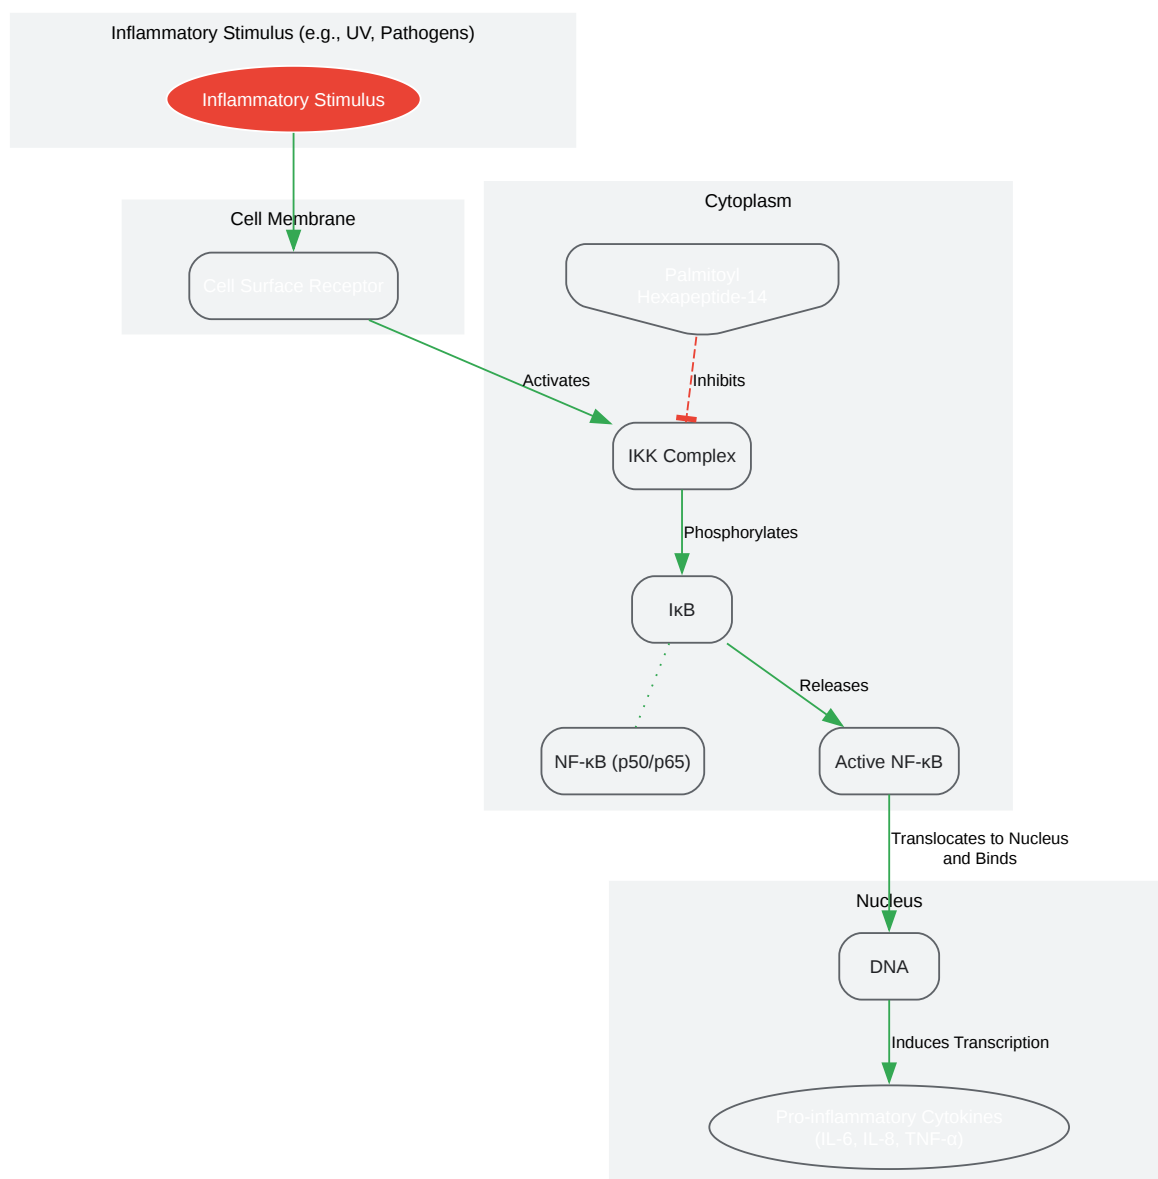 Inflammatory Stimulus (e.g., UV, Pathogens)
Inflammatory Stimulus
Cell Membrane
Cell Surface Receptor
Cytoplasm
Palmitoyl
Hexapeptide-14
Activates
Inhibits
IKK Complex
Phosphorylates
IκB
Releases
NF-κB (p50/p65)
Active NF-κB
Translocates to Nucleus
and Binds
Nucleus
DNA
Induces Transcription
Pro-inflammatory Cytokines
(IL-6, IL-8, TNF-α)